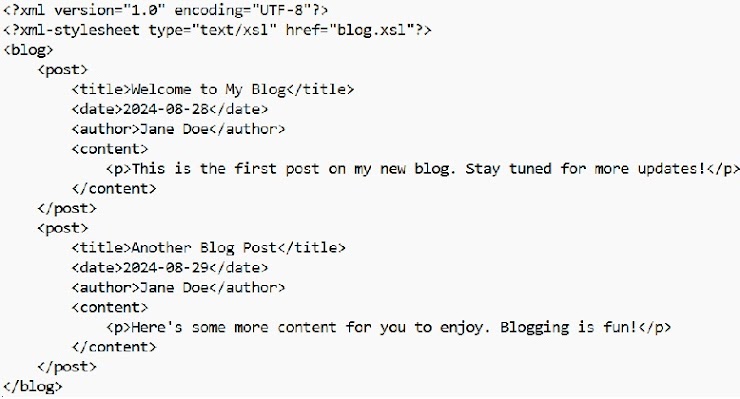 <?xml version="1.0" encoding="UTF-8"?>
<?xml-stylesheet type="text/xsl" href="blog.xsl"?>
<blog>
    <post>
        <title>Welcome to My Blog</title>
        <date>2024-08-28</date>
        <author>Jane Doe</author>
        <content>
            <p>This is the first post on my new blog. Stay tuned for more updates!</p>
        </content>
    </post>
    <post>
        <title>Another Blog Post</title>
        <date>2024-08-29</date>
        <author>Jane Doe</author>
        <content>
            <p>Here's some more content for you to enjoy. Blogging is fun!</p>
        </content>
    </post>
</blog>